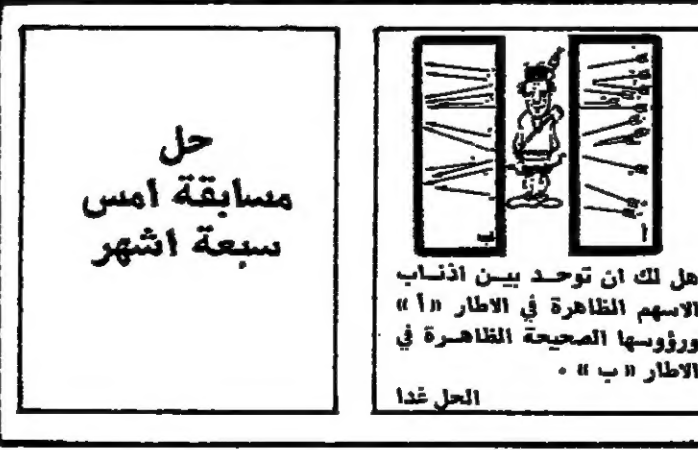 أ
ب
هل لك ان توحد بين اذناب
الاسهم الظاهرة في الاطار «أ»
ورؤوسها الصحيحة الظاهرة في
الاطار «ب» .
الحل غدا
حل
مسابقة امس
سبعة اشهر